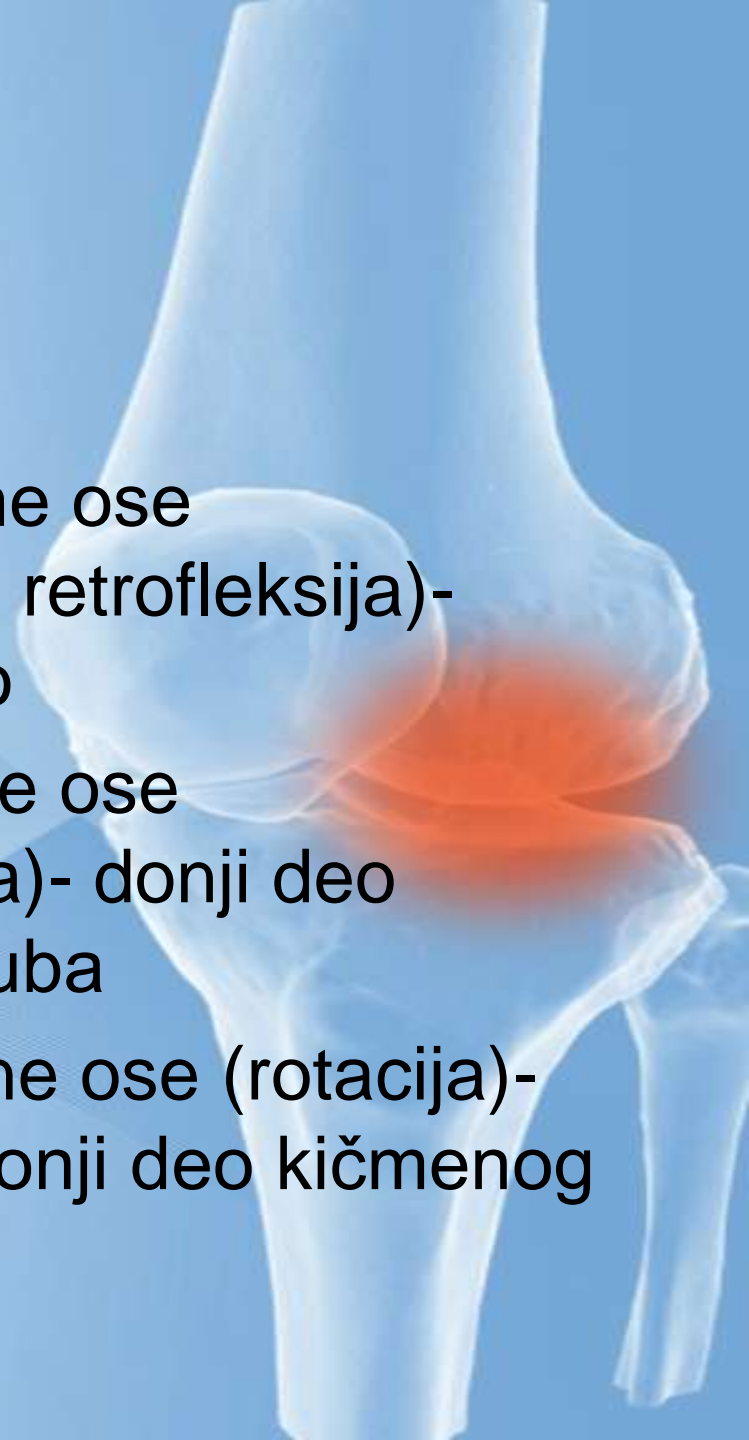 ne ose
retrofleksija)-
o
e ose
a)- donji deo
uba
ne ose (rotacija)-
onji deo kičmenog